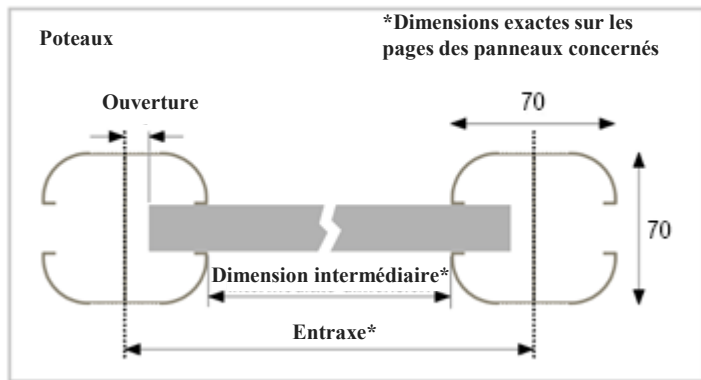 Poteaux
*Dimensions exactes sur les
pages des panneaux concernés
Ouverture
70
70
Dimension intermédiaire*
Entraxe*